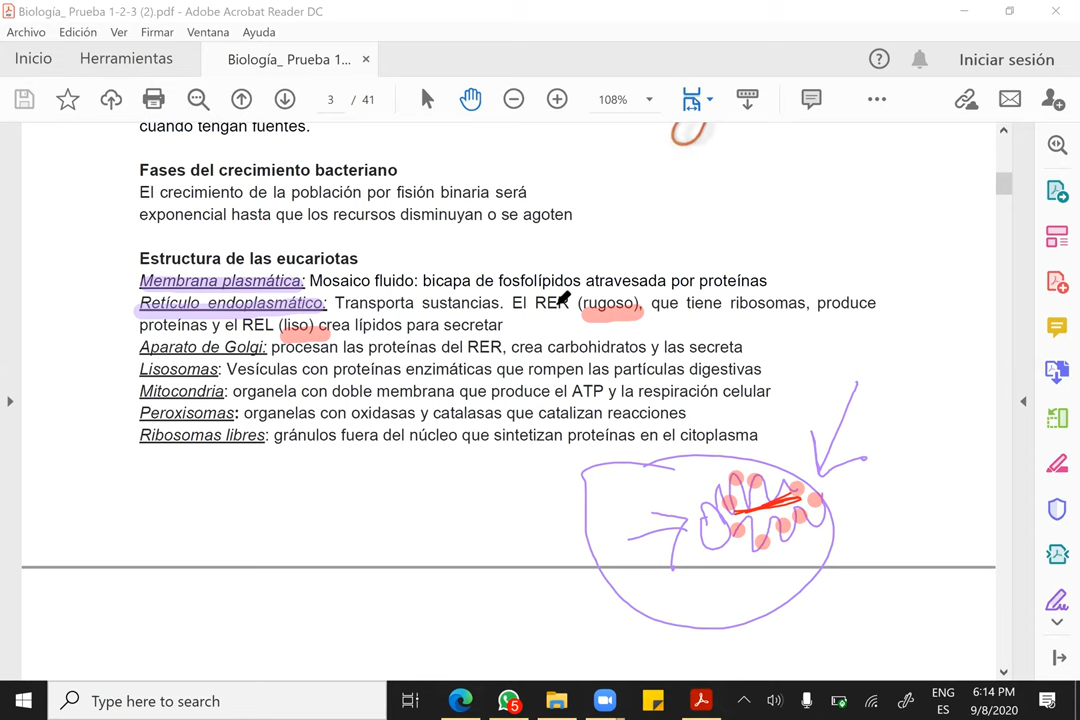 Biología_ Prueba 1-2-3 (2).pdf - Adobe Acrobat Reader DC
Archivo Edición Ver Firmar Ventana Ayuda
Inicio Herramientas Biología_ Prueba 1... × Iniciar sesión
3 / 41 108%
cuando tengan fuentes.
Fases del crecimiento bacteriano
El crecimiento de la población por fisión binaria será
exponencial hasta que los recursos disminuyan o se agoten
Estructura de las eucariotas
Membrana plasmática: Mosaico fluido: bicapa de fosfolípidos atravesada por proteínas
Retículo endoplasmático: Transporta sustancias. El RER (rugoso), que tiene ribosomas, produce
proteínas y el REL (liso) crea lípidos para secretar
Aparato de Golgi: procesan las proteínas del RER, crea carbohidratos y las secreta
Lisosomas: Vesículas con proteínas enzimáticas que rompen las partículas digestivas
Mitocondria: organela con doble membrana que produce el ATP y la respiración celular
Peroxisomas: organelas con oxidasas y catalasas que catalizan reacciones
Ribosomas libres: gránulos fuera del núcleo que sintetizan proteínas en el citoplasma
Type here to search
5
ENG
ES
6:14 PM
9/8/2020